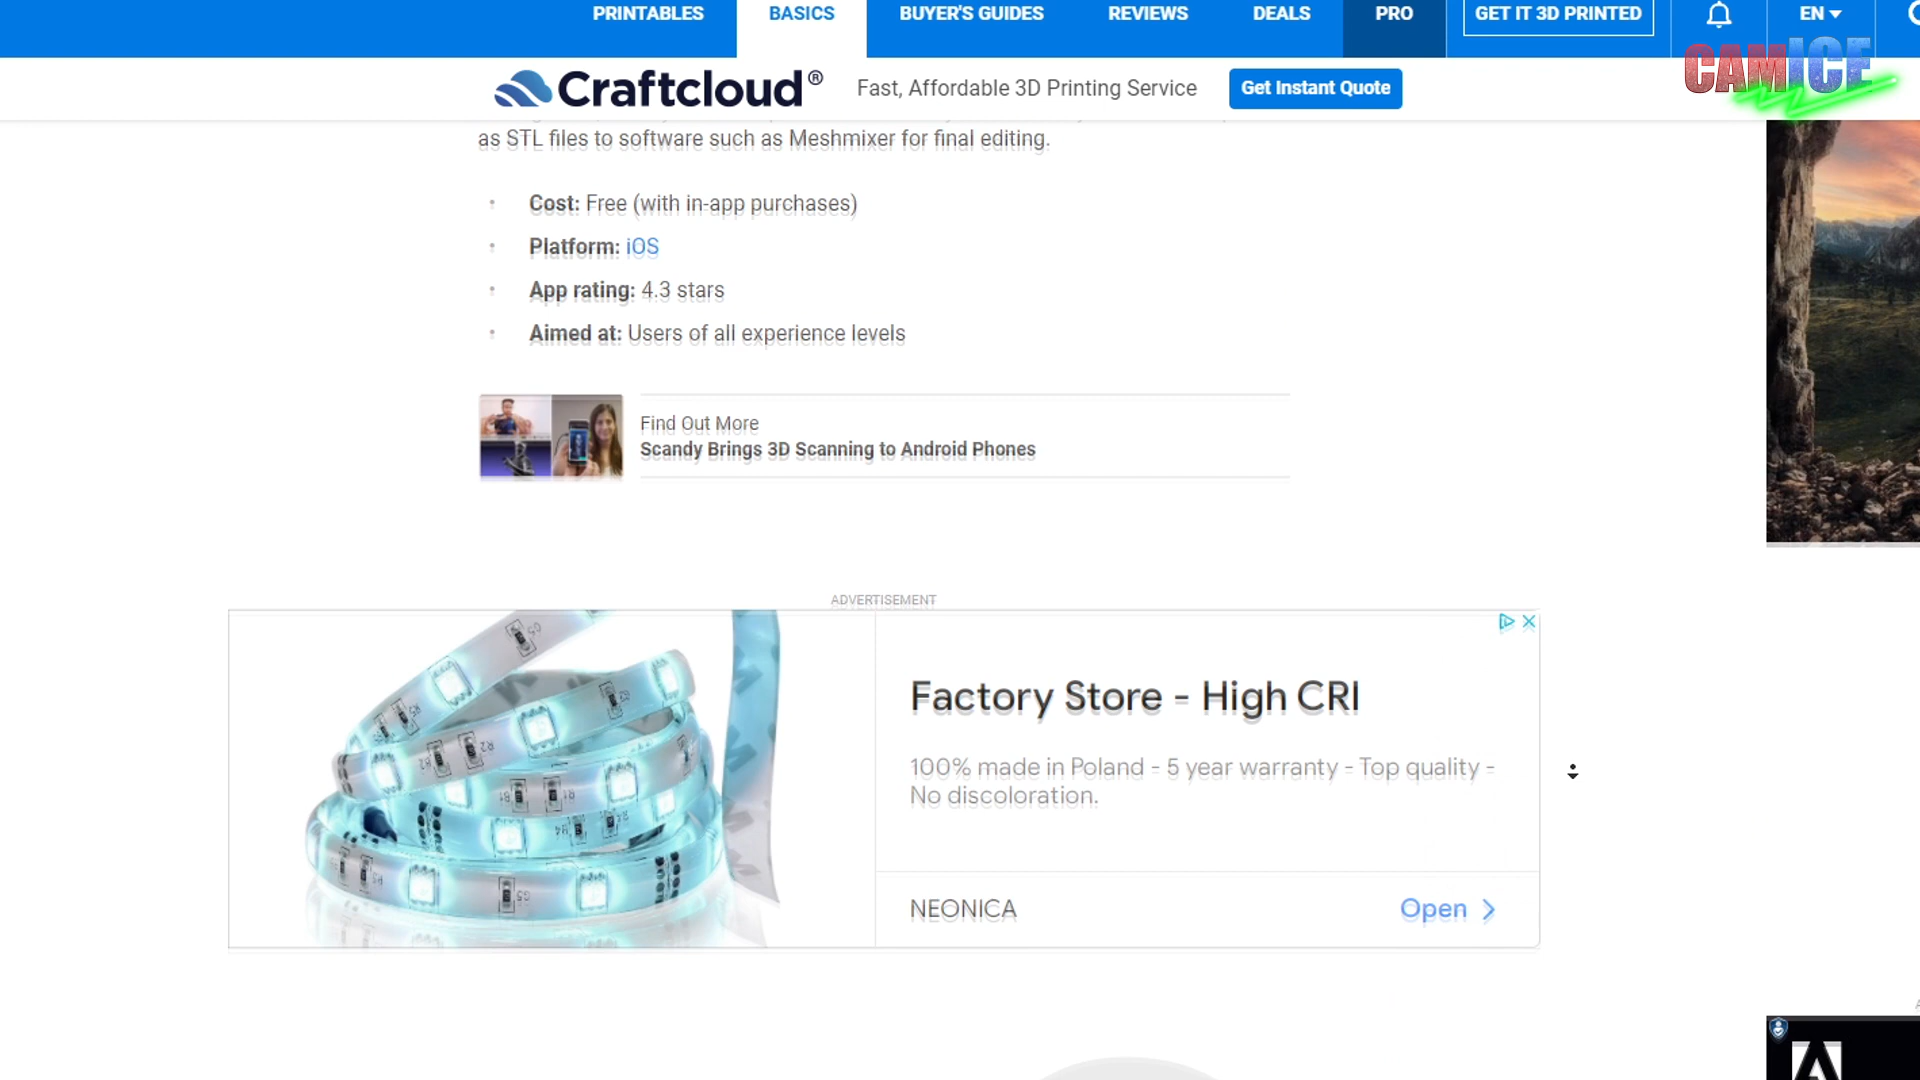 PRINTABLES
BASICS
BUYER'S GUIDES
REVIEWS
DEALS
PRO
GET IT 3D PRINTED
EN
CAMICE
Craftcloud®
Fast, Affordable 3D Printing Service
Get Instant Quote
as STL files to software such as Meshmixer for final editing.
• Cost: Free (with in-app purchases)
• Platform: iOS
• App rating: 4.3 stars
• Aimed at: Users of all experience levels
Find Out More
Scandy Brings 3D Scanning to Android Phones
ADVERTISEMENT
Factory Store - High CRI
100% made in Poland - 5 year warranty - Top quality -
No discoloration.
NEONICA
Open